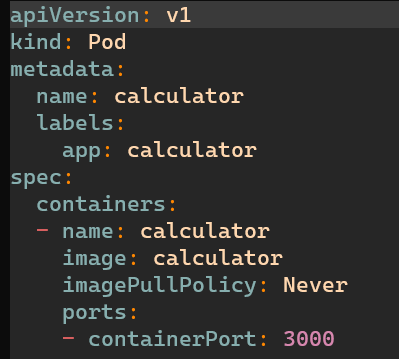 apiVersion: v1
kind: Pod
metadata:
  name: calculator
  labels:
    app: calculator
spec:
  containers:
  - name: calculator
    image: calculator
    imagePullPolicy: Never
    ports:
    - containerPort: 3000